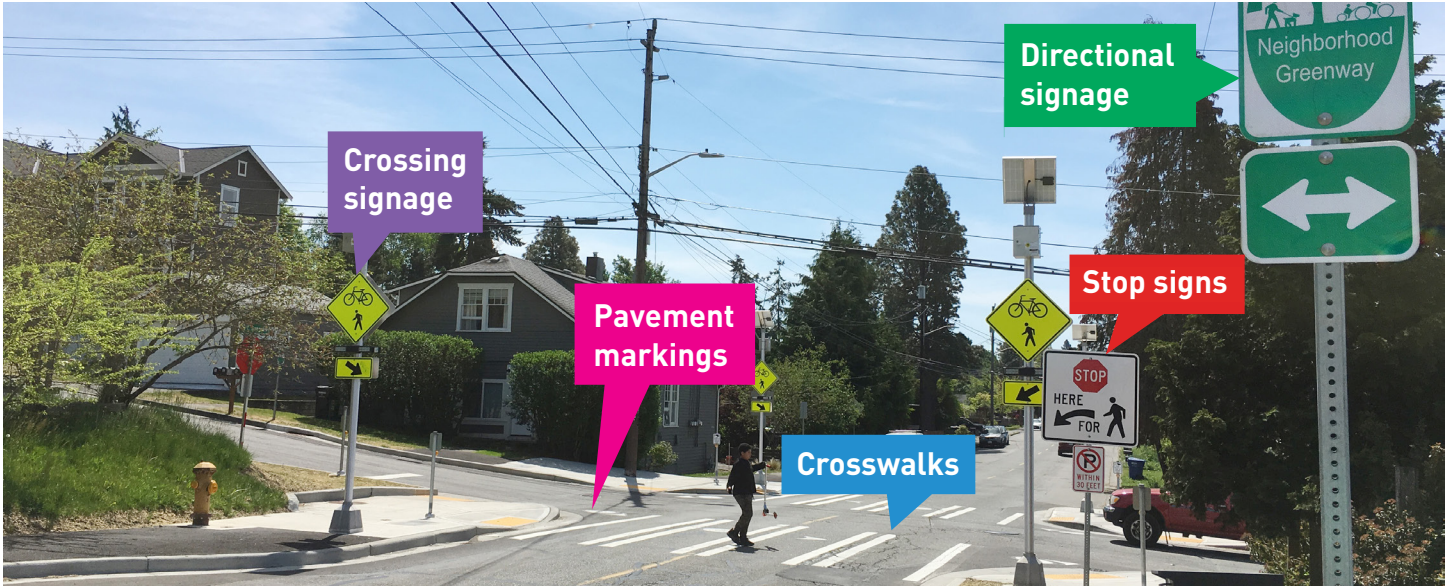 Crossing
signage
Pavement
markings
Crosswalks
Directional
signage
Stop signs
Neighborhood
Greenway
STOP
HERE
FOR
P
WITHIN
30 FEET